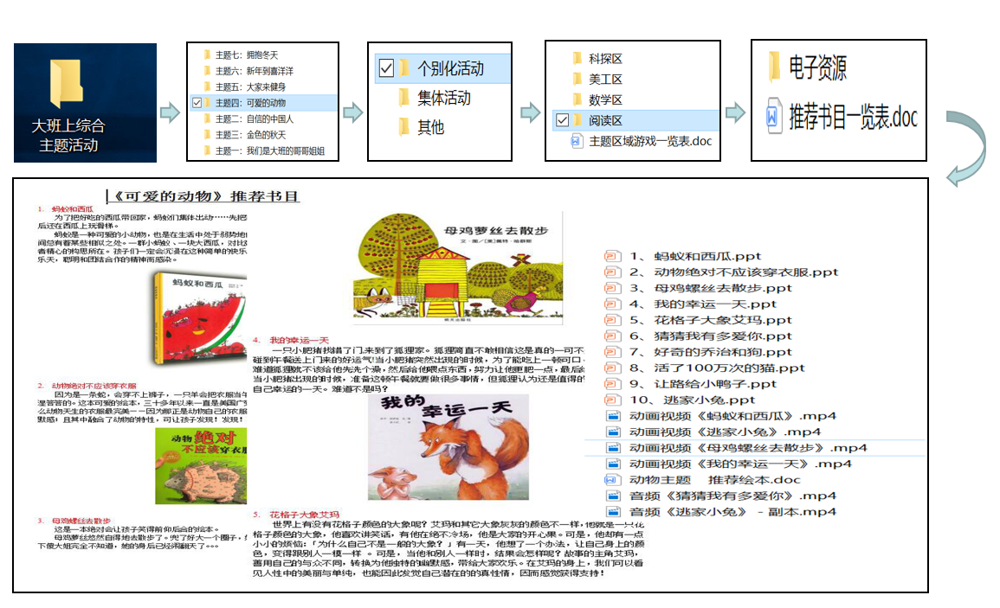 大班上综合
主题活动
主题七：拥抱冬天
主题六：新年到喜洋洋
主题五：大家来健身
主题四：可爱的动物
主题二：自信的中国人
主题三：金色的秋天
主题一：我们是大班的哥哥姐姐
个别化活动
集体活动
其他
科探区
美工区
数学区
阅读区
主题区域游戏一览表.doc
电子资源
推荐书目一览表.doc
《可爱的动物》推荐书目
1. 蚂蚁和西瓜
为了把好吃的西瓜带回家，蚂蚁们集体出动……先把
后还在西瓜上玩滑梯。
蚂蚁是一种可爱的小动物，也是在生活中处于弱势地
间总有着某些相似之处。一群小蚂蚁、一块大西瓜，对比
者精心的构思所在。孩子们一定会沉浸在这种简单的快乐
乐天，聪明和团结合作的精神而感染。
蚂蚁和西瓜
2. 动物绝对不应该穿衣服
因为是一条蛇，会穿不上裤子，一只羊会把衣服当午
湿答答的。这本可爱的绘本，三十多年以来一直是美国广
么动物天生的衣服最完美－－因为那正是动物自己的衣服
默感；且其中融合了动物的特性，可让孩子发现！发现！
动物绝对
不应该穿衣服
3. 母鸡螺丝去散步
这是一本绝对会让孩子笑得前仰后合的绘本。
母鸡萝丝悠然自得地去散步了。兜了好大一个圈子，
下傻大姐完全不知道，她的身后已经闹翻天了。。。
母鸡萝丝去散步
文·图／[美]佩特·哈群斯
明天出版社
4. 我的幸运一天
一只小肥猪找错了门，来到了狐狸家。狐狸简直不敢相信这是真的一可不
碰到午餐送上门来的好运气！当小肥猪突然出现的时候，为了能吃上一顿可口
难道狐狸就不该给他先洗个澡，然后给他喂点东西，努力让他更肥一点，最后
当小肥猪出现的时候，准备这顿午餐就要做很多事情，但狐狸认为还是值得的
自己幸运的一天。难道不是吗？
我的
幸运一天
5. 花格子大象艾玛
世界上有没有花格子颜色的大象呢？艾玛和其它大象灰灰的颜色不一样，他就是一只花
格子颜色的大象，他喜欢讲笑话，有他在绝不冷场，他是大家的开心果。可是，他却有一点
小小的烦恼：「为什么自己不是一般的大象？」有一天，他想了一个办法，让自己身上的颜
色，变得跟别人一模一样 。可是，当他和别人一样时，结果会怎样呢？故事的主角艾玛，
善用自己的与众不同，转换为他独特的幽默感，带给大家欢乐。在艾玛的身上，我们可以看
见人性中的美丽与单纯，也能因此发觉自己潜在的的真性情，因而感觉获得支持！
1、 蚂蚁和西瓜.ppt
2、动物绝对不应该穿衣服.ppt
3、母鸡螺丝去散步.ppt
4、我的幸运一天.ppt
5、花格子大象艾玛.ppt
6、猜猜我有多爱你.ppt
7、好奇的乔治和狗.ppt
8、活了100万次的猫.ppt
9、让路给小鸭子.ppt
10、逃家小兔.ppt
动画视频《蚂蚁和西瓜》.mp4
动画视频《逃家小兔》.mp4
动画视频《母鸡螺丝去散步》.mp4
动画视频《我的幸运一天》.mp4
动物主题 推荐绘本.doc
音频《猜猜我有多爱你》.mp4
音频《逃家小兔》 - 副本.mp4